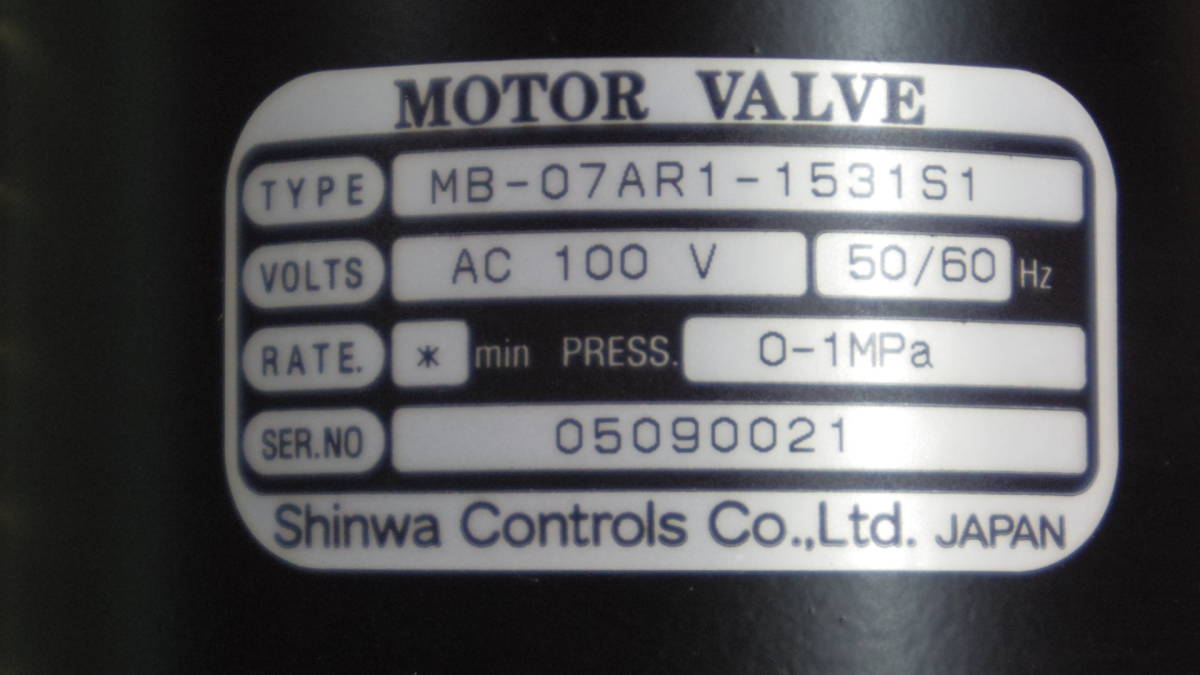 MOTOR VALVE
TYPE MB-07AR1-1531S1
VOLTS AC 100 V 50/60 Hz
RATE. * min PRESS. 0-1MPa
SER.NO 05090021
Shinwa Controls Co.,Ltd. JAPAN